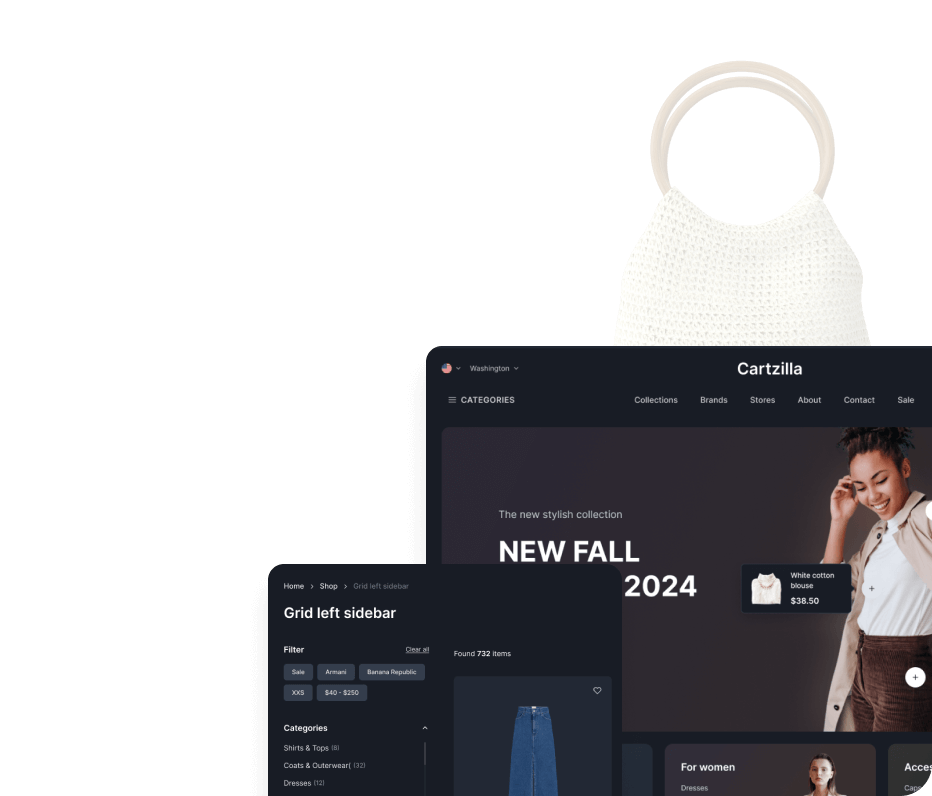 Washington
Cartzilla
CATEGORIES
Collections Brands Stores About Contact Sale
The new stylish collection
NEW FALL
2024
White cotton
blouse
$38.50
Home > Shop > Grid left sidebar
Grid left sidebar
Filter
Clear all
Found 732 items
Sale Armani Banana Republic
XXS $40 - $250
Categories
Shirts & Tops (8)
Coats & Outerwear( (32)
Dresses (12)
For women
Dresses